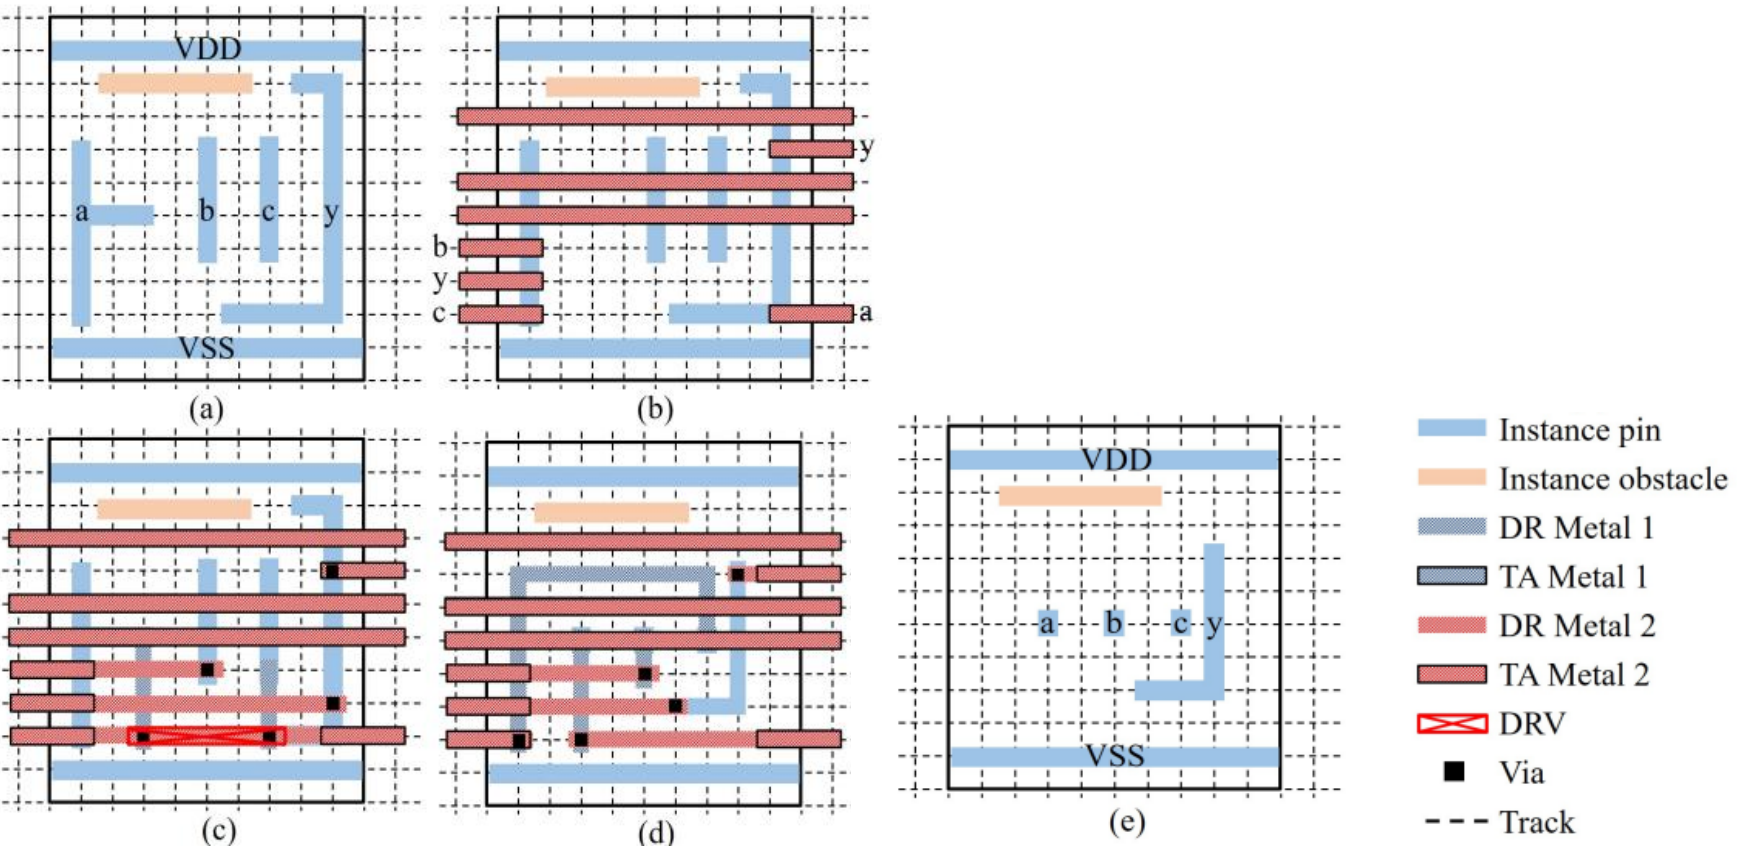 VDD
a b c y
VSS
(a)
y
b
y
c
a
(b)
(c)
(d)
VDD
a b c y
VSS
(e)
Instance pin
Instance obstacle
DR Metal 1
TA Metal 1
DR Metal 2
TA Metal 2
DRV
Via
Track